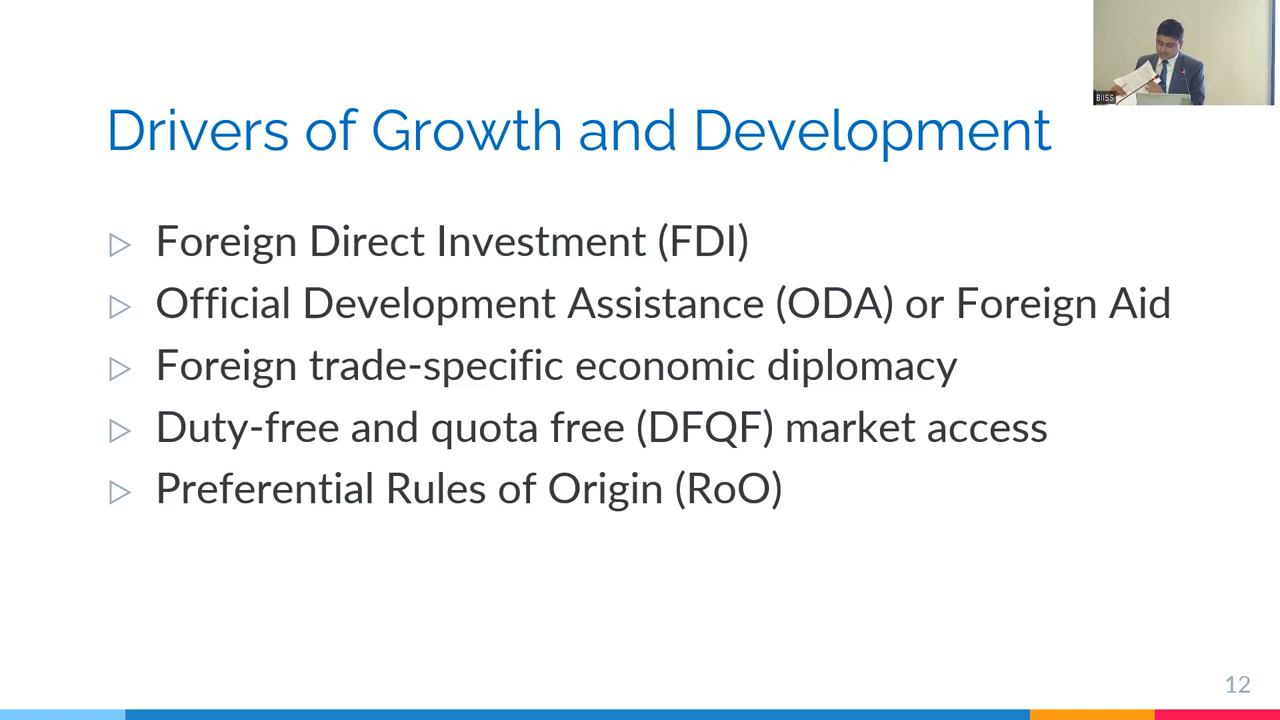 BIISS
Drivers of Growth and Development
Foreign Direct Investment (FDI)
Official Development Assistance (ODA) or Foreign Aid
Foreign trade-specific economic diplomacy
Duty-free and quota free (DFQF) market access
Preferential Rules of Origin (RoO)
12